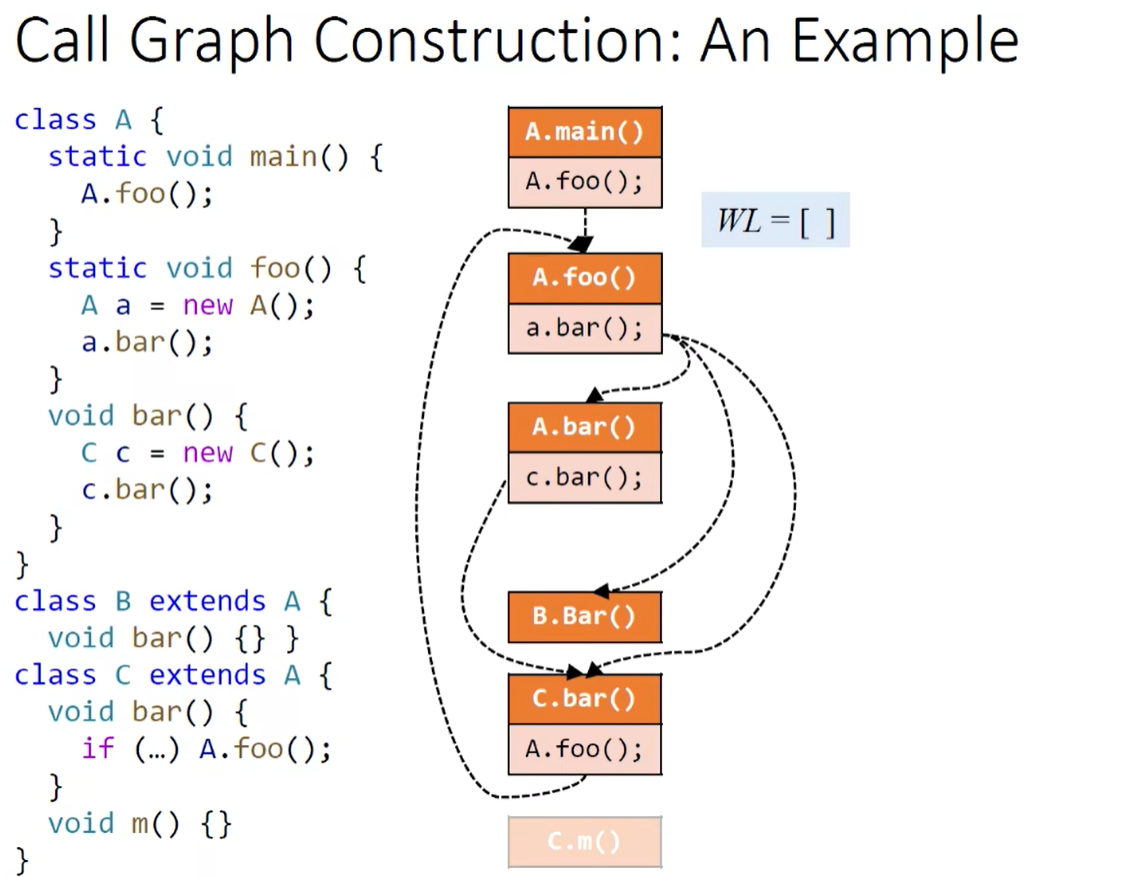 Call Graph Construction: An Example
class A {
  static void main() {
    A.foo();
  }
  static void foo() {
    A a = new A();
    a.bar();
  }
  void bar() {
    C c = new C();
    c.bar();
  }
}
class B extends A {
  void bar() {} }
class C extends A {
  void bar() {
    if (…) A.foo();
  }
  void m() {}
}
A.main()
A.foo();
WL = [ ]
A.foo()
a.bar();
A.bar()
c.bar();
B.Bar()
C.bar()
A.foo();
C.m()